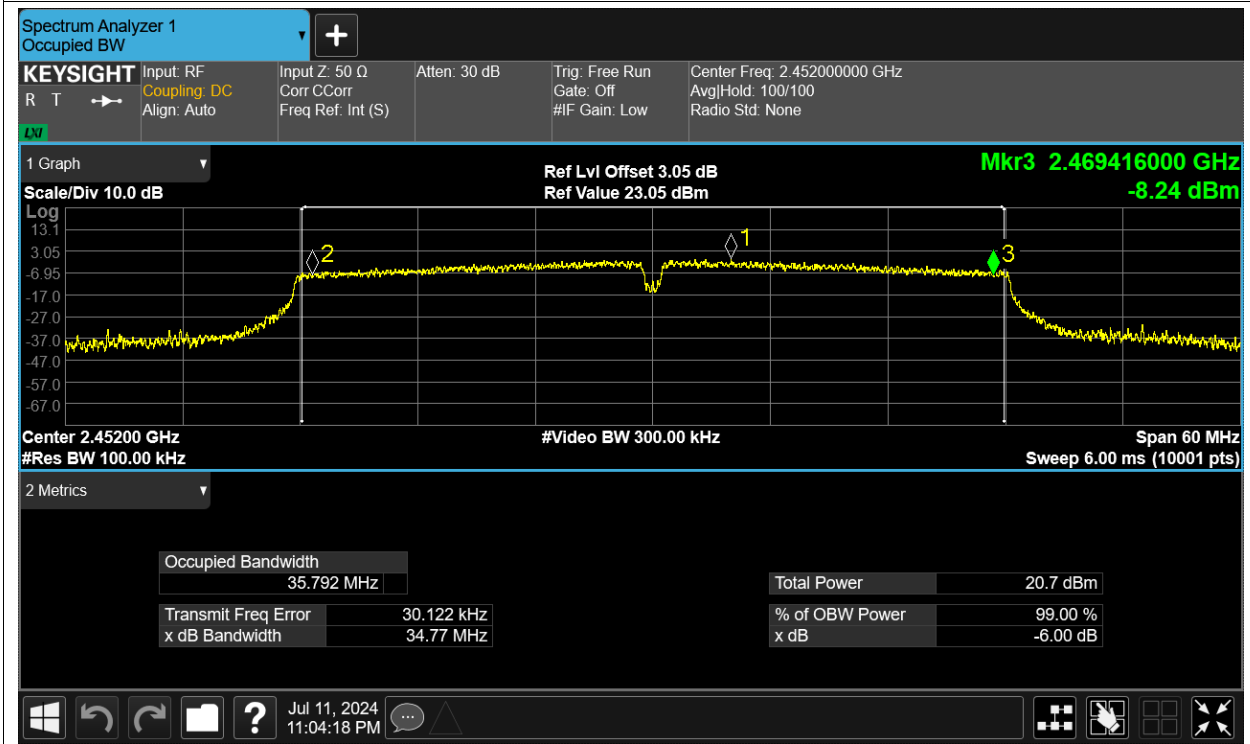 Spectrum Analyzer 1
Occupied BW
KEYSIGHT
R T
LXI
Input: RF
Coupling: DC
Align: Auto
Input Z: 50 Ω
Corr CCorr
Freq Ref: Int (S)
Atten: 30 dB
Trig: Free Run
Gate: Off
#IF Gain: Low
Center Freq: 2.452000000 GHz
Avg|Hold: 100/100
Radio Std: None
1 Graph
Scale/Div 10.0 dB
Ref Lvl Offset 3.05 dB
Ref Value 23.05 dBm
Mkr3 2.469416000 GHz
-8.24 dBm
Log
13.1
3.05
-6.95
-17.0
-27.0
-37.0
-47.0
-57.0
-67.0
2
1
3
Center 2.45200 GHz
#Res BW 100.00 kHz
#Video BW 300.00 kHz
Span 60 MHz
Sweep 6.00 ms (10001 pts)
2 Metrics
Occupied Bandwidth
35.792 MHz
Transmit Freq Error 30.122 kHz
x dB Bandwidth 34.77 MHz
Total Power 20.7 dBm
% of OBW Power 99.00 %
x dB -6.00 dB
?
Jul 11, 2024
11:04:18 PM